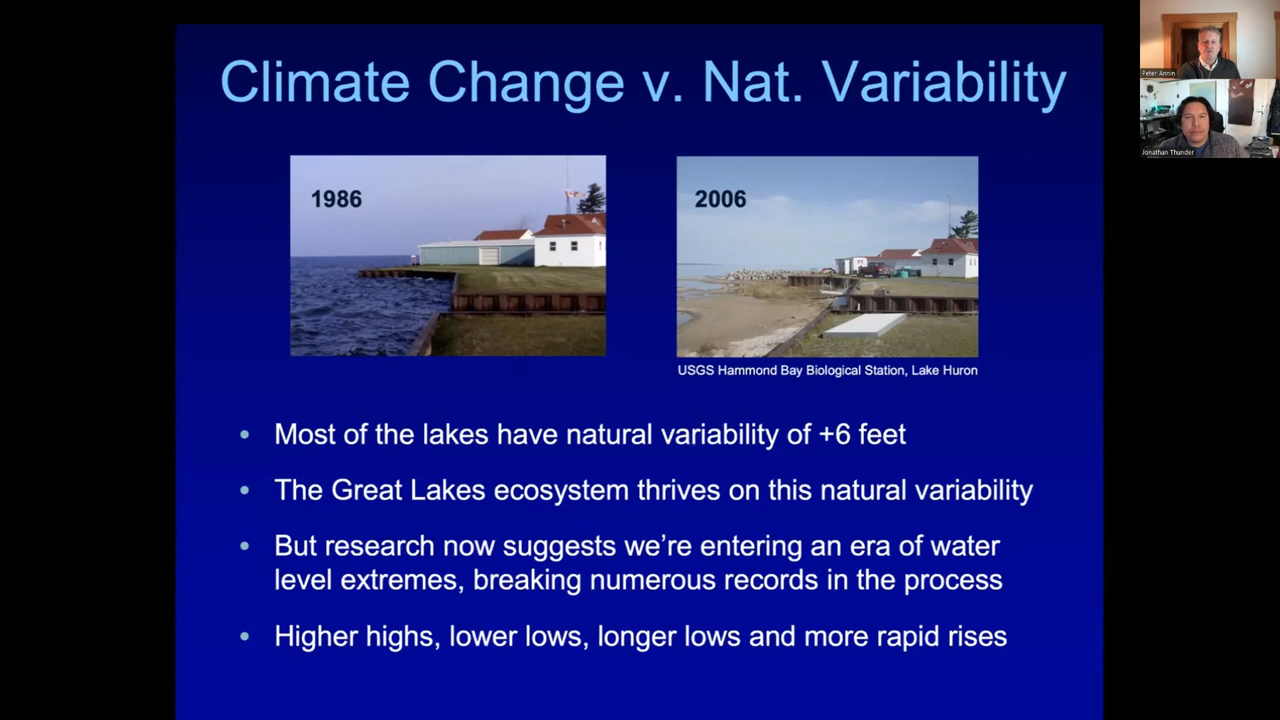 Climate Change v. Nat. Variability
1986
2006
USGS Hammond Bay Biological Station, Lake Huron
• Most of the lakes have natural variability of +6 feet
• The Great Lakes ecosystem thrives on this natural variability
• But research now suggests we’re entering an era of water
level extremes, breaking numerous records in the process
• Higher highs, lower lows, longer lows and more rapid rises
Peter Annin
Jonathan Thunder